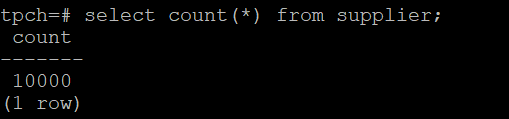 tpch=# select count(*) from supplier;
count
-------
10000
(1 row)